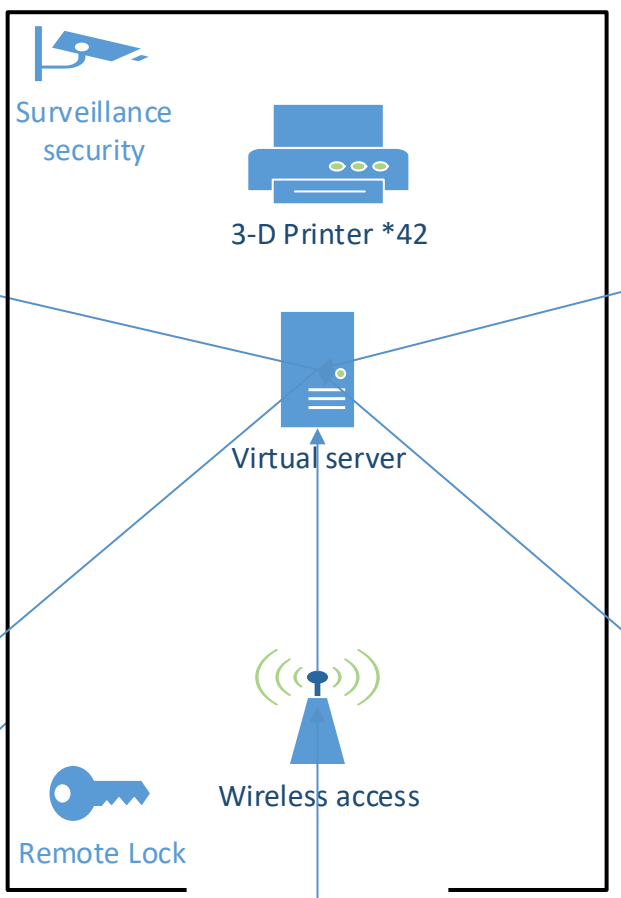 Surveillance
security
3-D Printer *42
Virtual server
Wireless access
Remote Lock